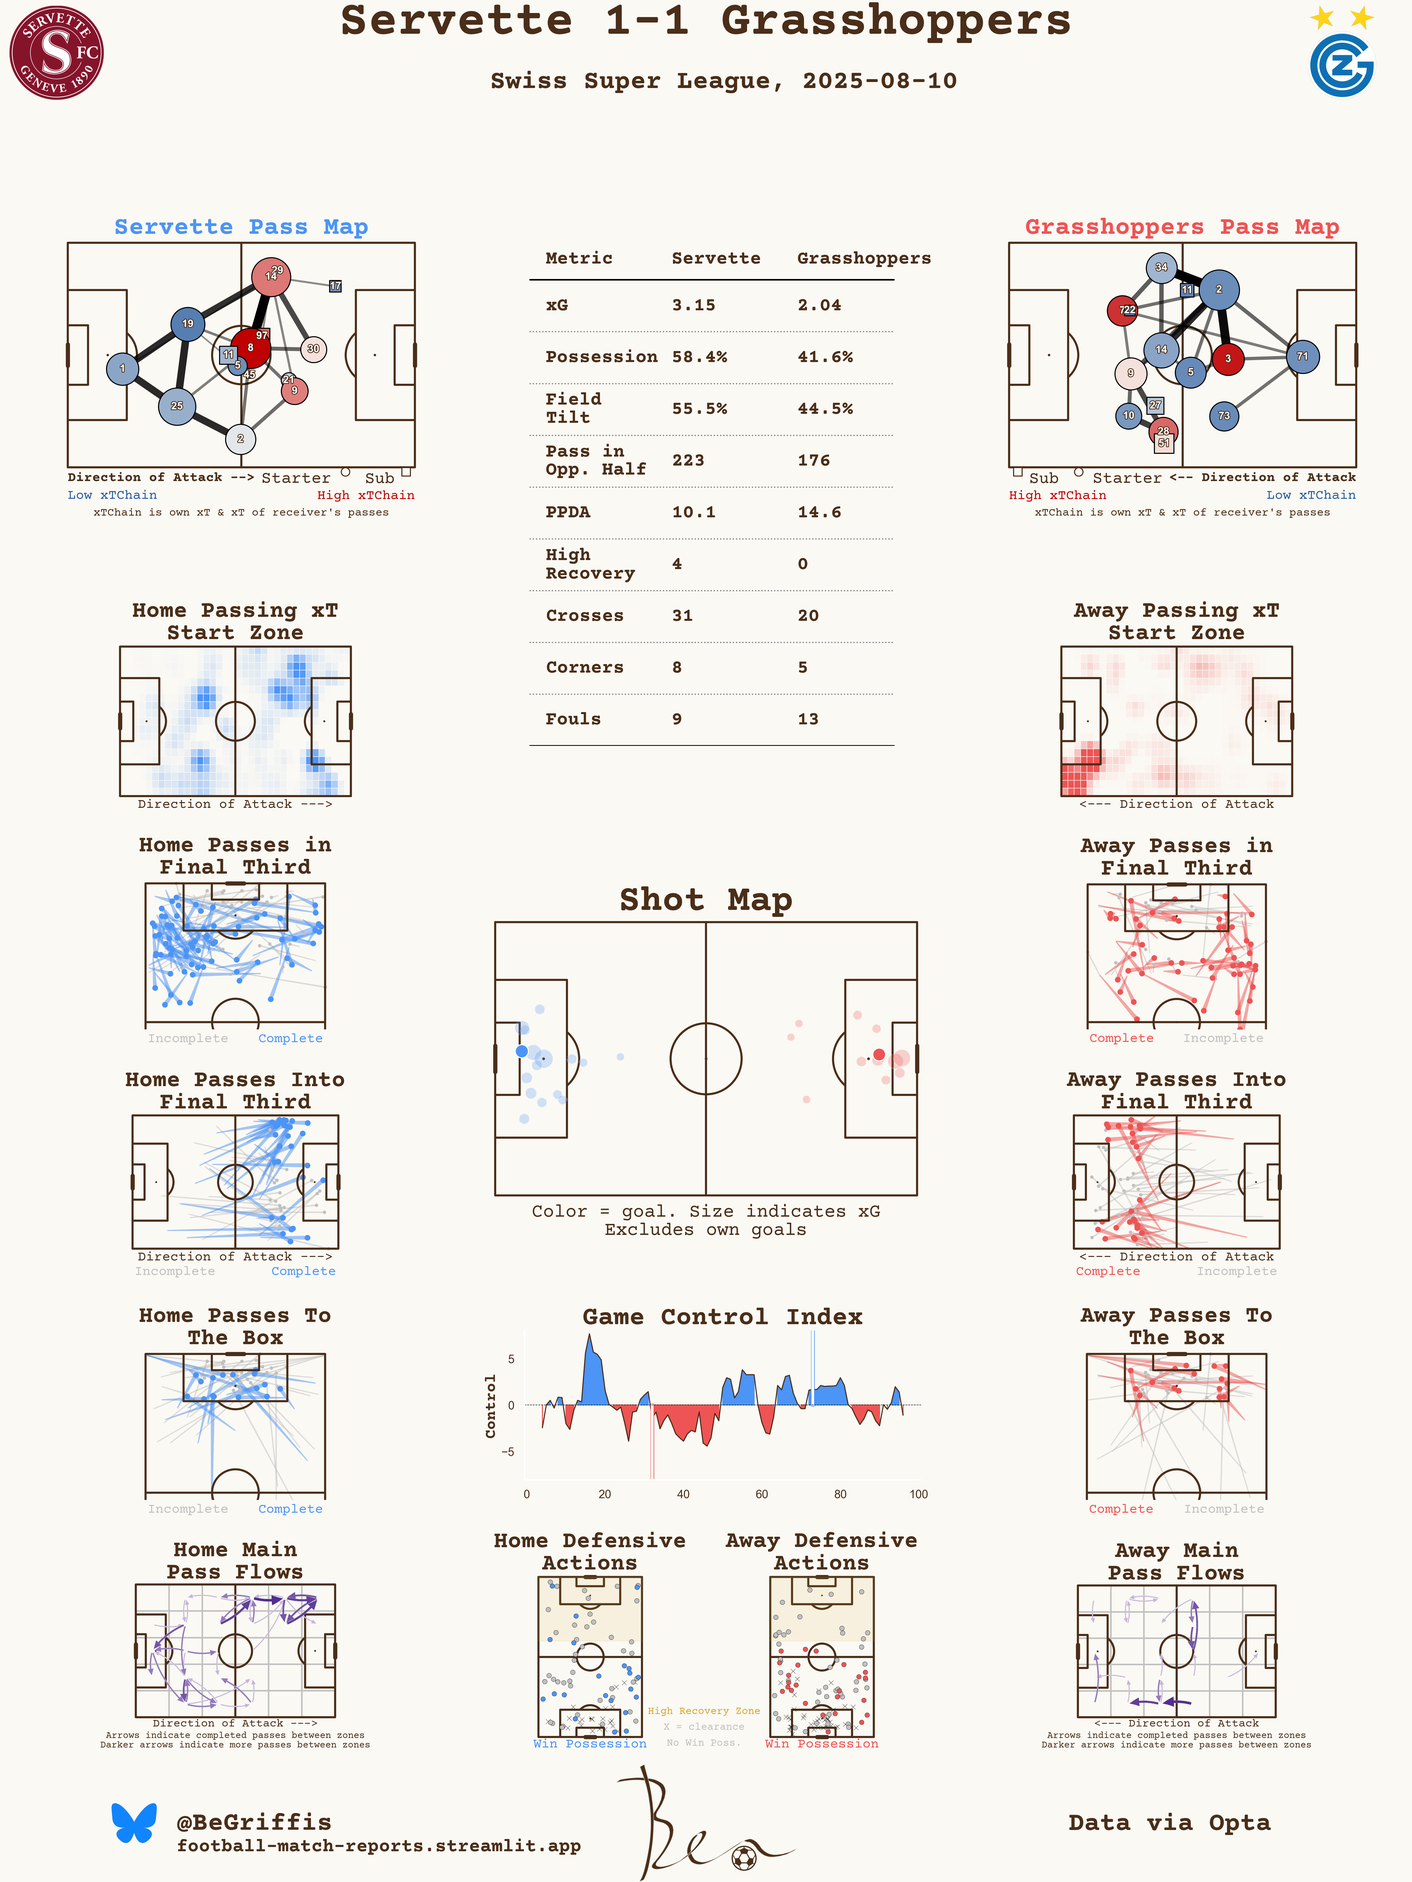 Servette 1-1 Grasshoppers
Swiss Super League, 2025-08-10
SERVETTE
S FC
GENEVE 1890
GC Z
Servette Pass Map
29
14
17
19
97
8
11
30
5
45
1
21
9
25
2
Direction of Attack --> Starter Sub
Low xTChain High xTChain
xTChain is own xT & xT of receiver's passes
Metric Servette Grasshoppers
xG 3.15 2.04
Possession 58.4% 41.6%
Field
Tilt 55.5% 44.5%
Pass in
Opp. Half 223 176
PPDA 10.1 14.6
High
Recovery 4 0
Crosses 31 20
Corners 8 5
Fouls 9 13
Grasshoppers Pass Map
34
11
2
22
14
3
71
9
5
27
10
73
28
51
Sub Starter <-- Direction of Attack
High xTChain Low xTChain
xTChain is own xT & xT of receiver's passes
Home Passing xT
Start Zone
Direction of Attack --->
Away Passing xT
Start Zone
<--- Direction of Attack
Home Passes in
Final Third
Incomplete Complete
Away Passes in
Final Third
Complete Incomplete
Shot Map
Color = goal. Size indicates xG
Excludes own goals
Home Passes Into
Final Third
Direction of Attack --->
Incomplete Complete
Away Passes Into
Final Third
<--- Direction of Attack
Complete Incomplete
Home Passes To
The Box
Incomplete Complete
Game Control Index
Control
5
0
−5
0 20 40 60 80 100
Away Passes To
The Box
Complete Incomplete
Home Main
Pass Flows
Direction of Attack --->
Arrows indicate completed passes between zones
Darker arrows indicate more passes between zones
Home Defensive
Actions
Win Possession
Away Defensive
Actions
Win Possession
High Recovery Zone
X = clearance
No Win Poss.
Away Main
Pass Flows
<--- Direction of Attack
Arrows indicate completed passes between zones
Darker arrows indicate more passes between zones
@BeGriffis
football-match-reports.streamlit.app
Ben
Data via Opta